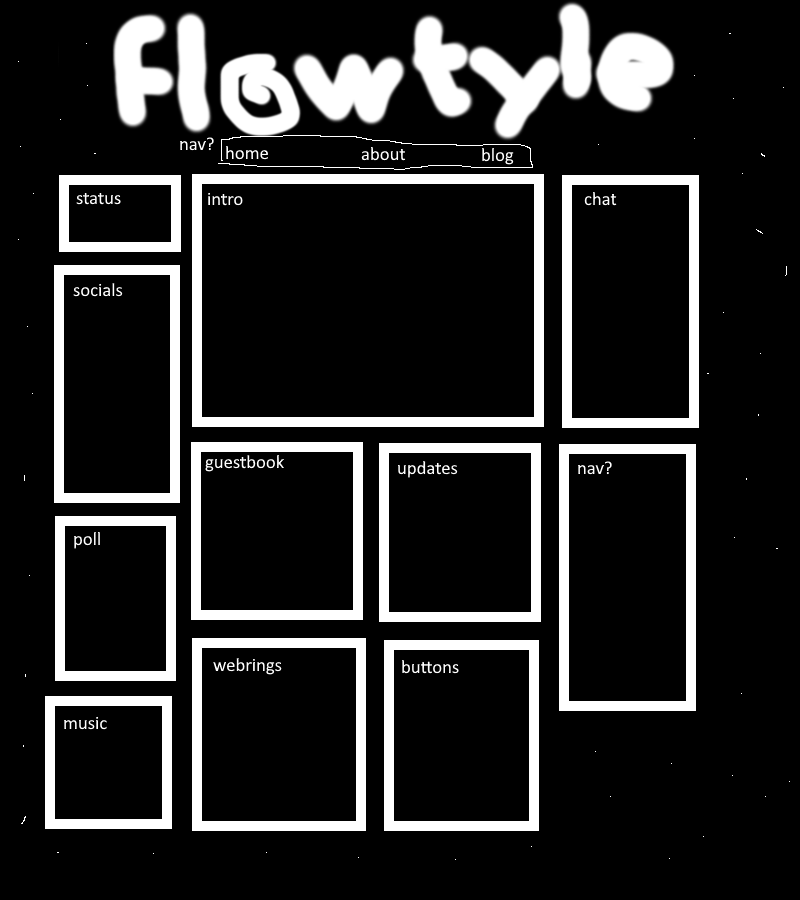 flowtyle
nav?
home about blog
status
intro
chat
socials
guestbook
updates
nav?
poll
webrings
buttons
music